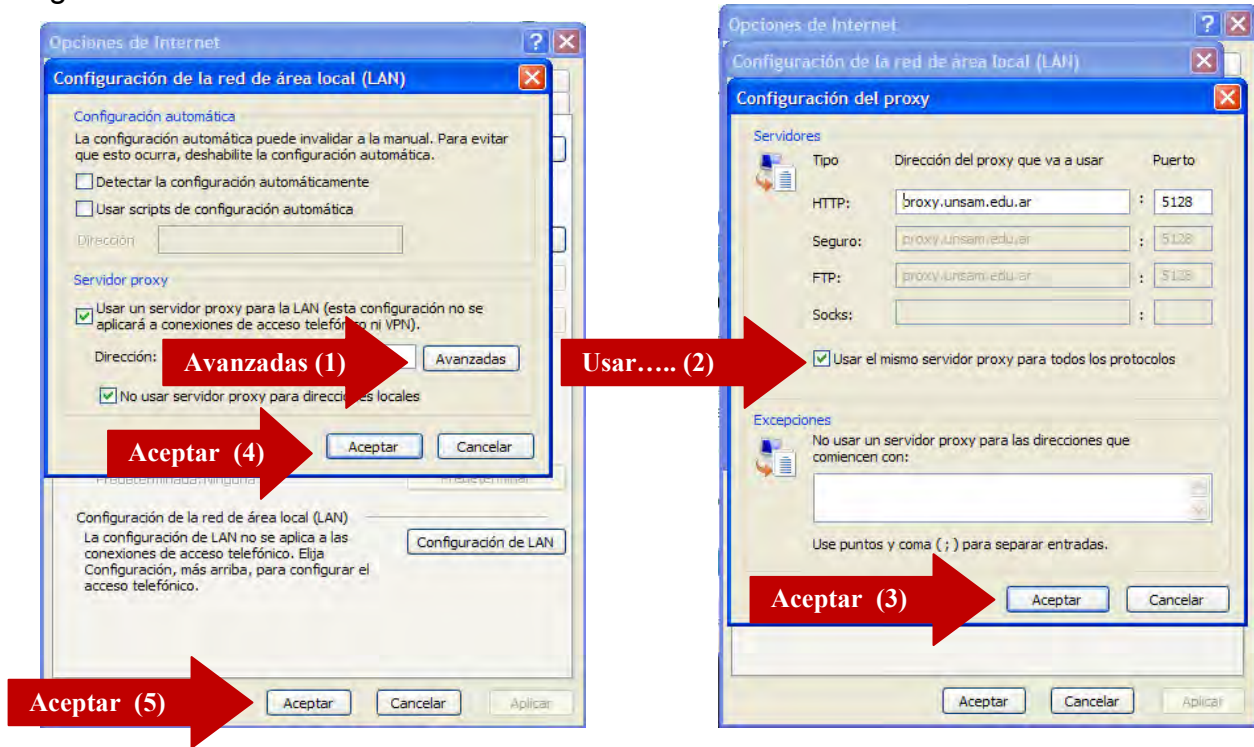 Opciones de Internet
Configuración de la red de área local (LAN)
Configuración automática
La configuración automática puede invalidar a la manual. Para evitar
que esto ocurra, deshabilite la configuración automática.
Detectar la configuración automáticamente
Usar scripts de configuración automática
Dirección
Servidor proxy
Usar un servidor proxy para la LAN (esta configuración no se
aplicará a conexiones de acceso telefónico ni VPN).
Dirección:
Avanzadas (1)
Avanzadas
No usar servidor proxy para direcciones locales
Aceptar (4)
Aceptar
Cancelar
Configuración de la red de área local (LAN)
La configuración de LAN no se aplica a las
conexiones de acceso telefónico. Elija
Configuración, más arriba, para configurar el
acceso telefónico.
Configuración de LAN
Aceptar (5)
Aceptar
Cancelar
Aplicar
Opciones de Internet
Configuración de la red de área local (LAN)
Configuración del proxy
Servidores
Tipo Dirección del proxy que va a usar Puerto
HTTP: proxy.unsam.edu.ar : 5128
Seguro: proxy.unsam.edu.ar : 5128
FTP: proxy.unsam.edu.ar : 5128
Socks: :
Usar..... (2)
Usar el mismo servidor proxy para todos los protocolos
Excepciones
No usar un servidor proxy para las direcciones que
comiencen con:
Use puntos y coma ( ; ) para separar entradas.
Aceptar (3)
Aceptar
Cancelar
Aceptar
Cancelar
Aplicar